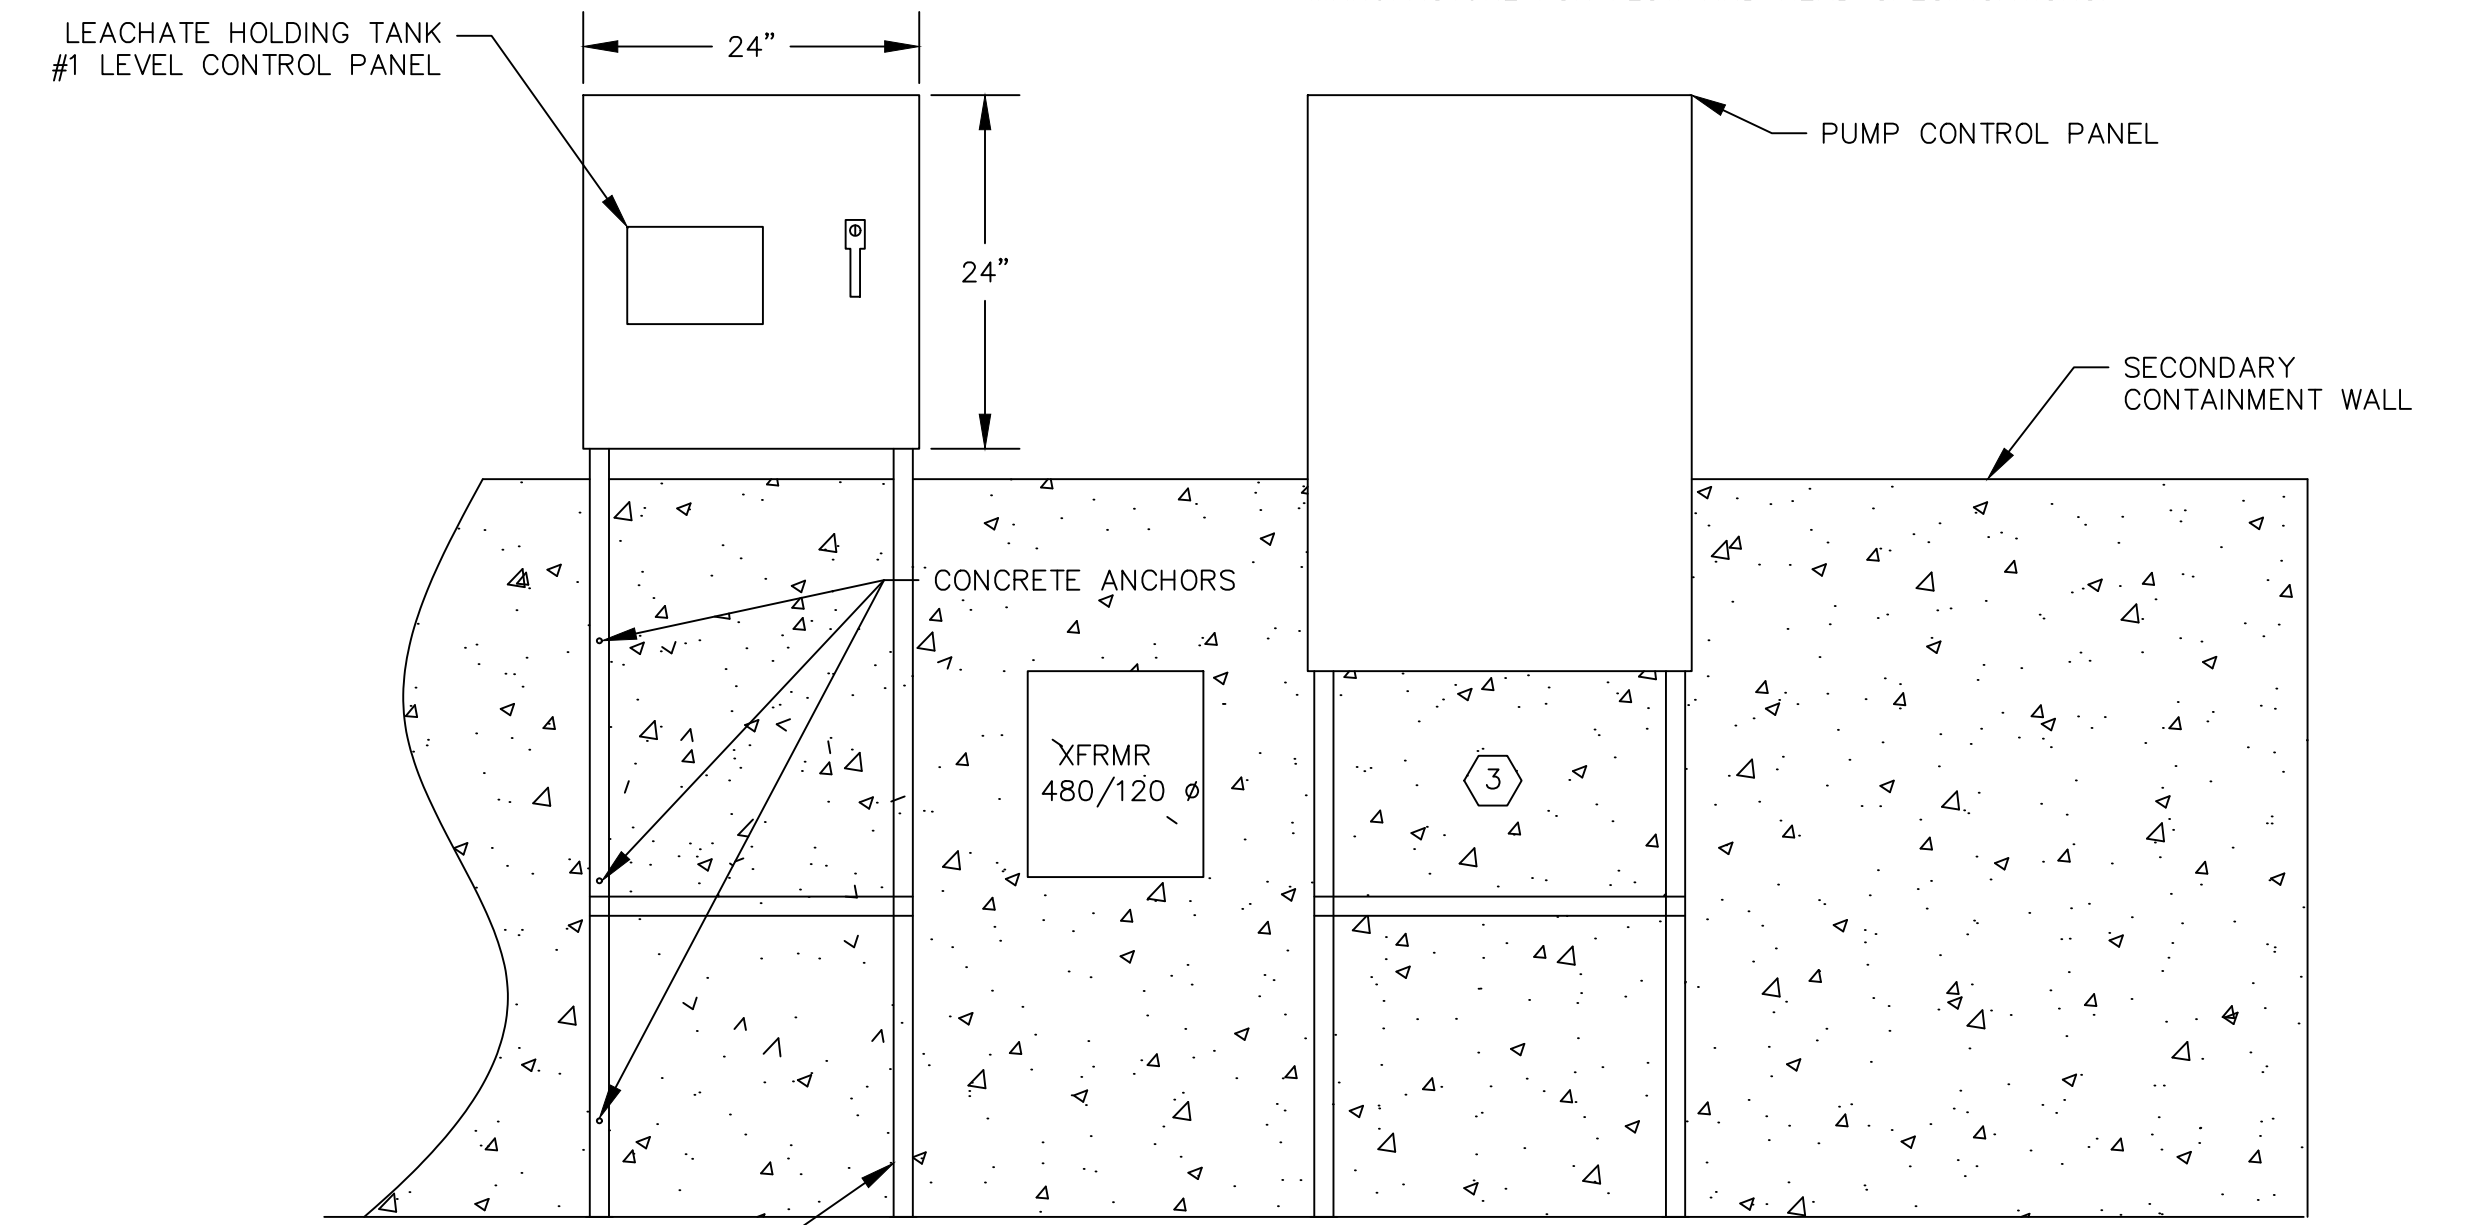 LEACHATE HOLDING TANK
#1 LEVEL CONTROL PANEL
24”
24”
PUMP CONTROL PANEL
SECONDARY
CONTAINMENT WALL
CONCRETE ANCHORS
XFRMR
480/120 ϕ
3